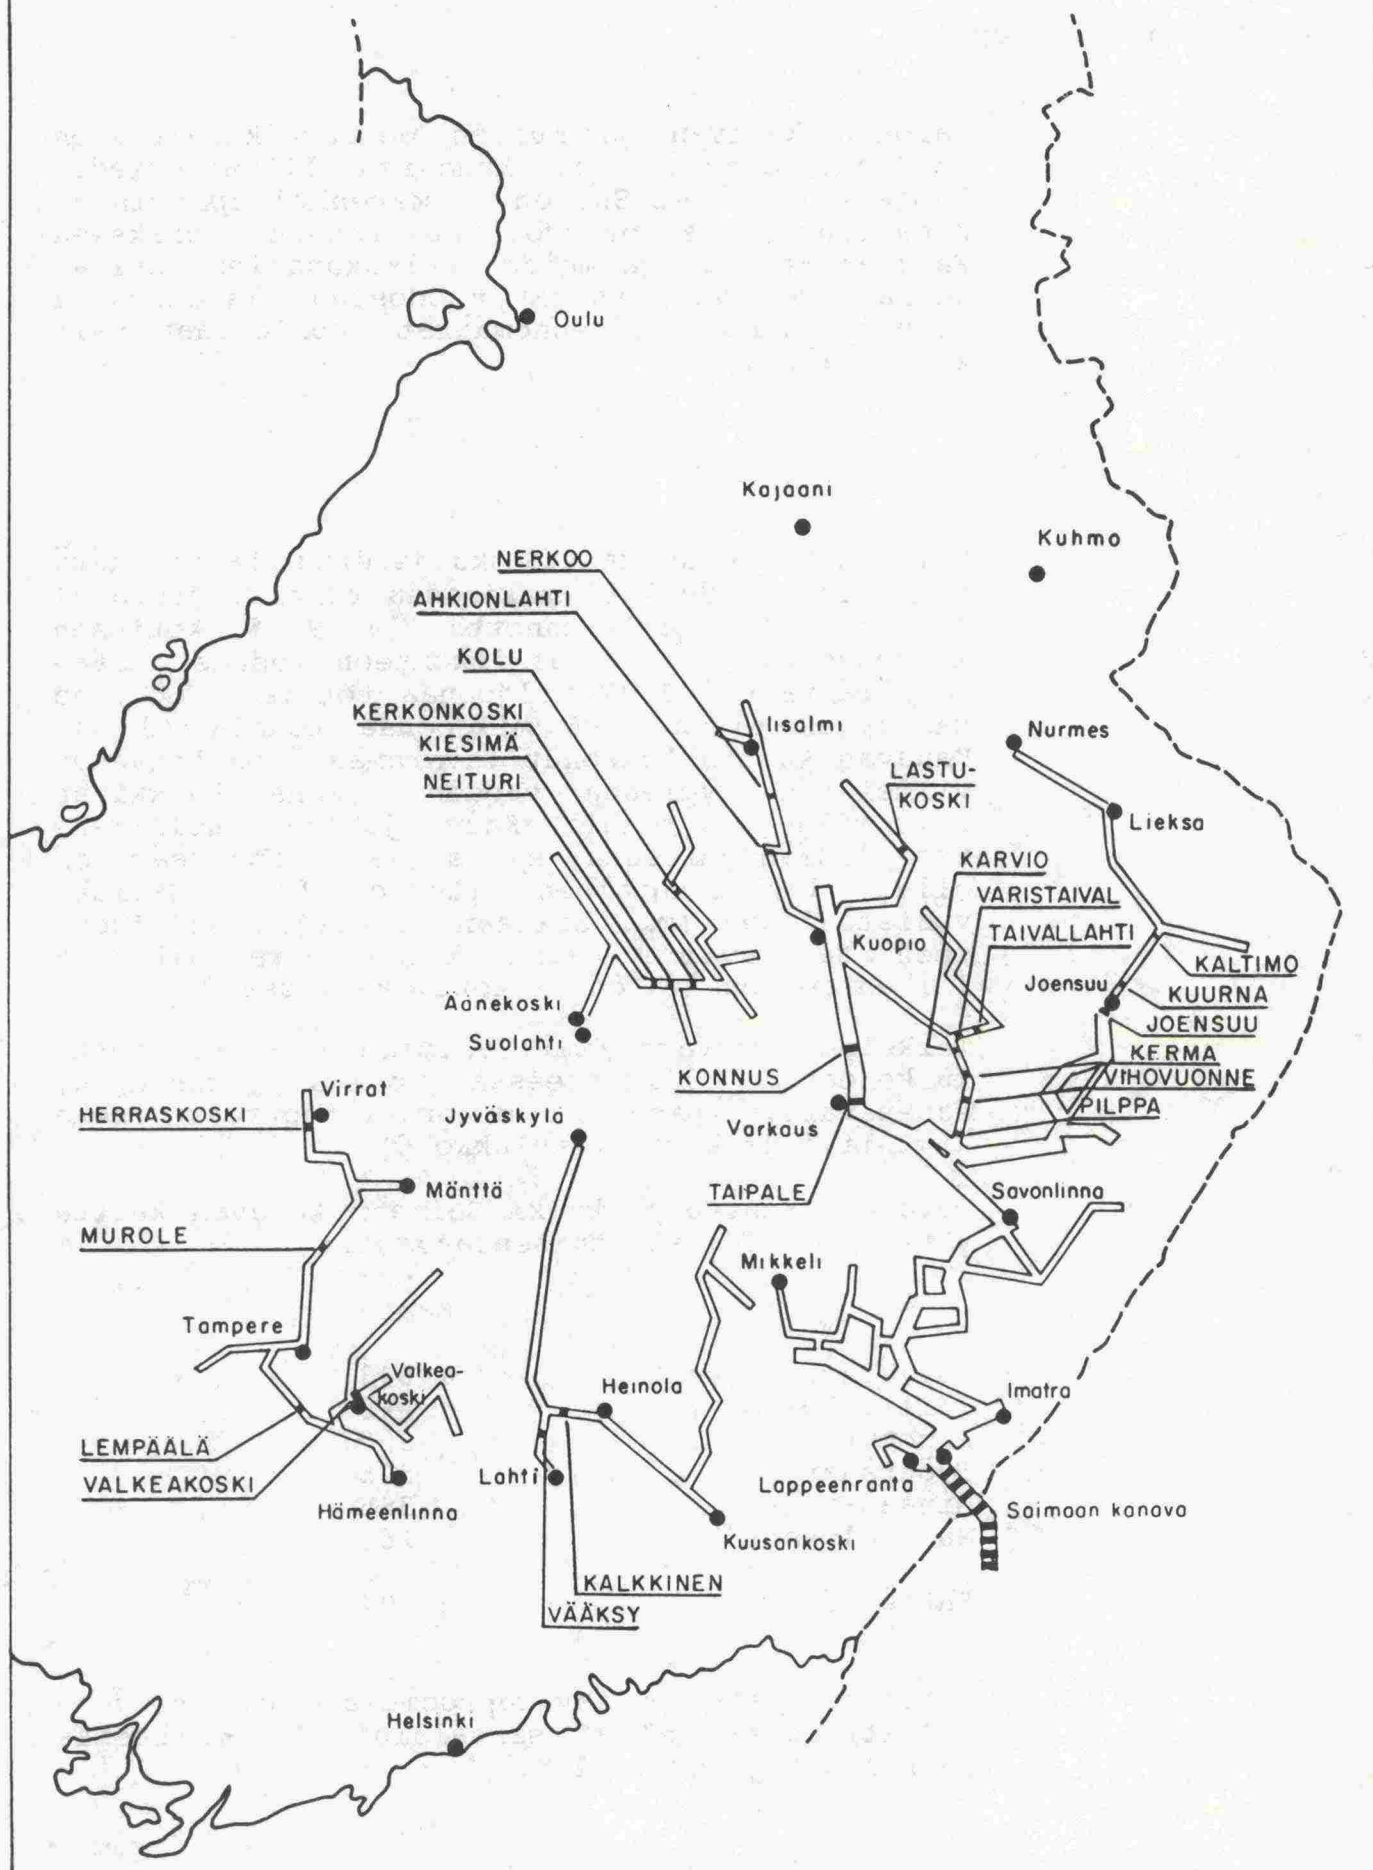 Oulu
Kajaani
Kuhmo
NERKOO
AHKIONLAHTI
KOLU
KERKONKOSKI
KIESIMÄ
NEITURI
Iisalmi
Nurmes
LASTU-
KOSKI
Lieksa
KARVIO
VARISTAIVAL
TAIVALLAHTI
Kuopio
KALTIMO
Joensuu
KUURNA
JOENSUU
Äänekoski
Suolahti
KERMA
VIHOVUONNE
PILPPA
KONNUS
Virrat
HERRASKOSKI
Jyväskylä
Varkaus
Mänttä
TAIPALE
Savonlinna
MUROLE
Mikkeli
Tampere
Valkea-
koski
Heinola
Imatra
LEMPÄÄLÄ
VALKEAKOSKI
Lahti
Lappeenranta
Hämeenlinna
Saimaan kanava
Kuusankoski
KALKKINEN
VÄÄKSY
Helsinki